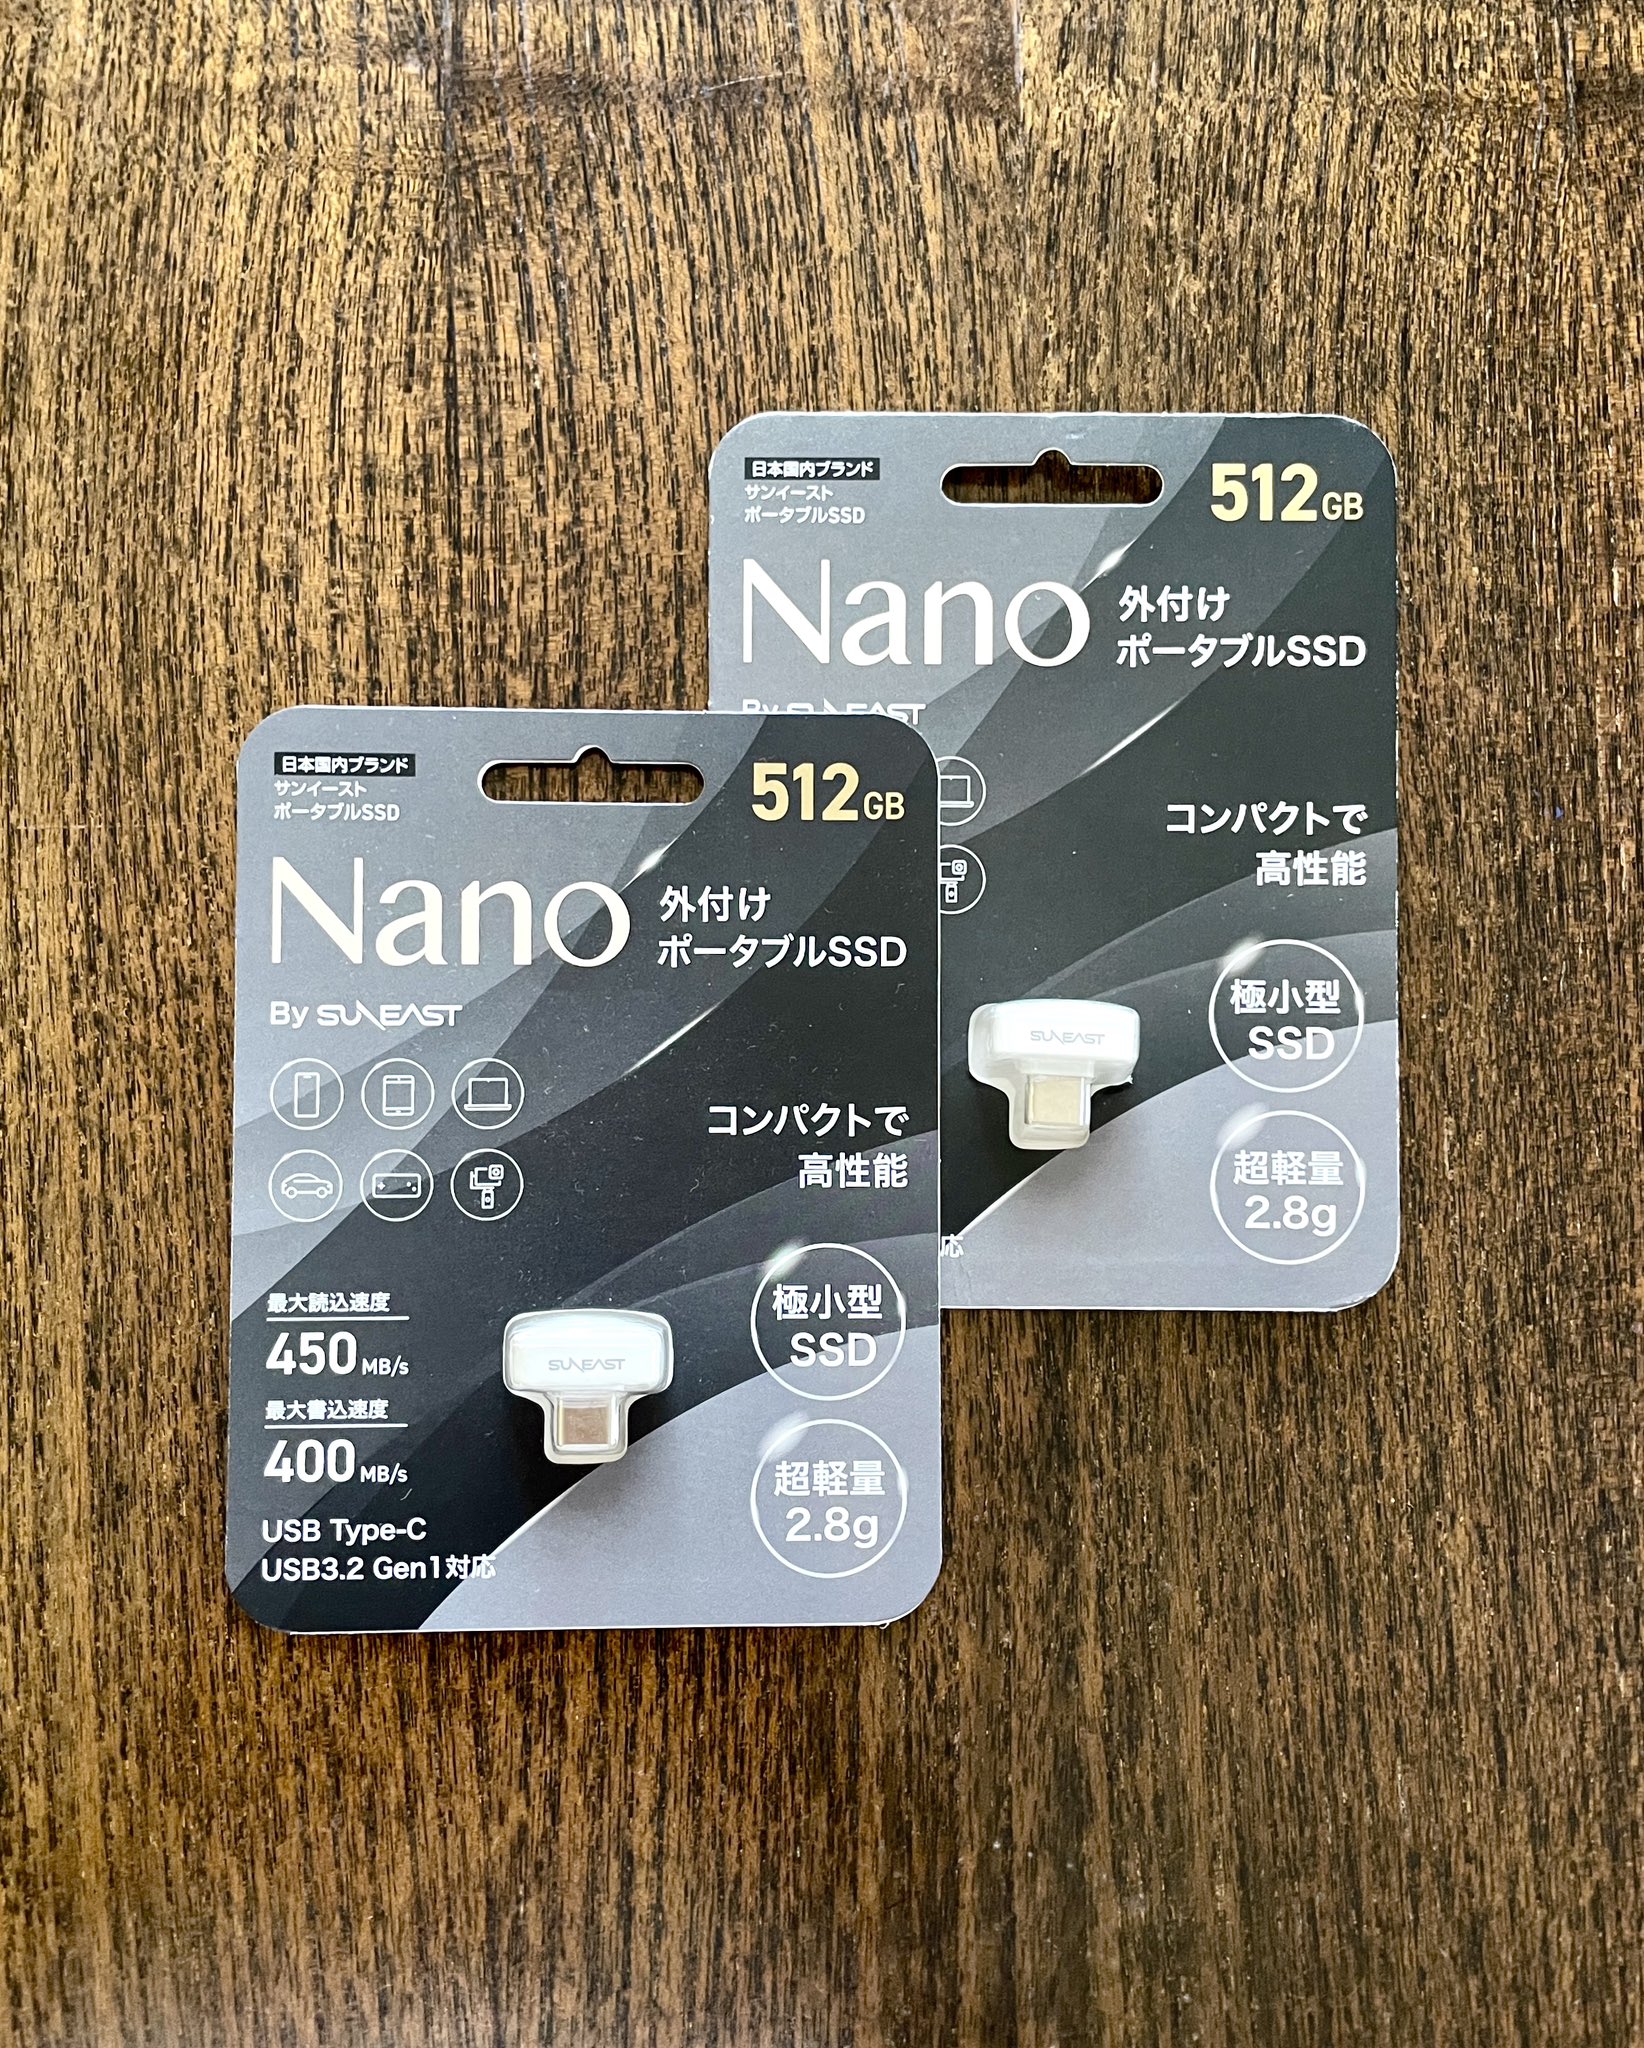 日本国内ブランド
サンイースト
ポータブルSSD
512GB
Nano
外付け
ポータブルSSD
By SUNEAST
コンパクトで
高性能
最大読込速度
450MB/s
最大書込速度
400MB/s
USB Type-C
USB3.2 Gen1対応
SUNEAST
極小型
SSD
超軽量
2.8g
日本国内ブランド
サンイースト
ポータブルSSD
512GB
Nano
外付け
ポータブルSSD
By SUNEAST
コンパクトで
高性能
SUNEAST
極小型
SSD
超軽量
2.8g
応